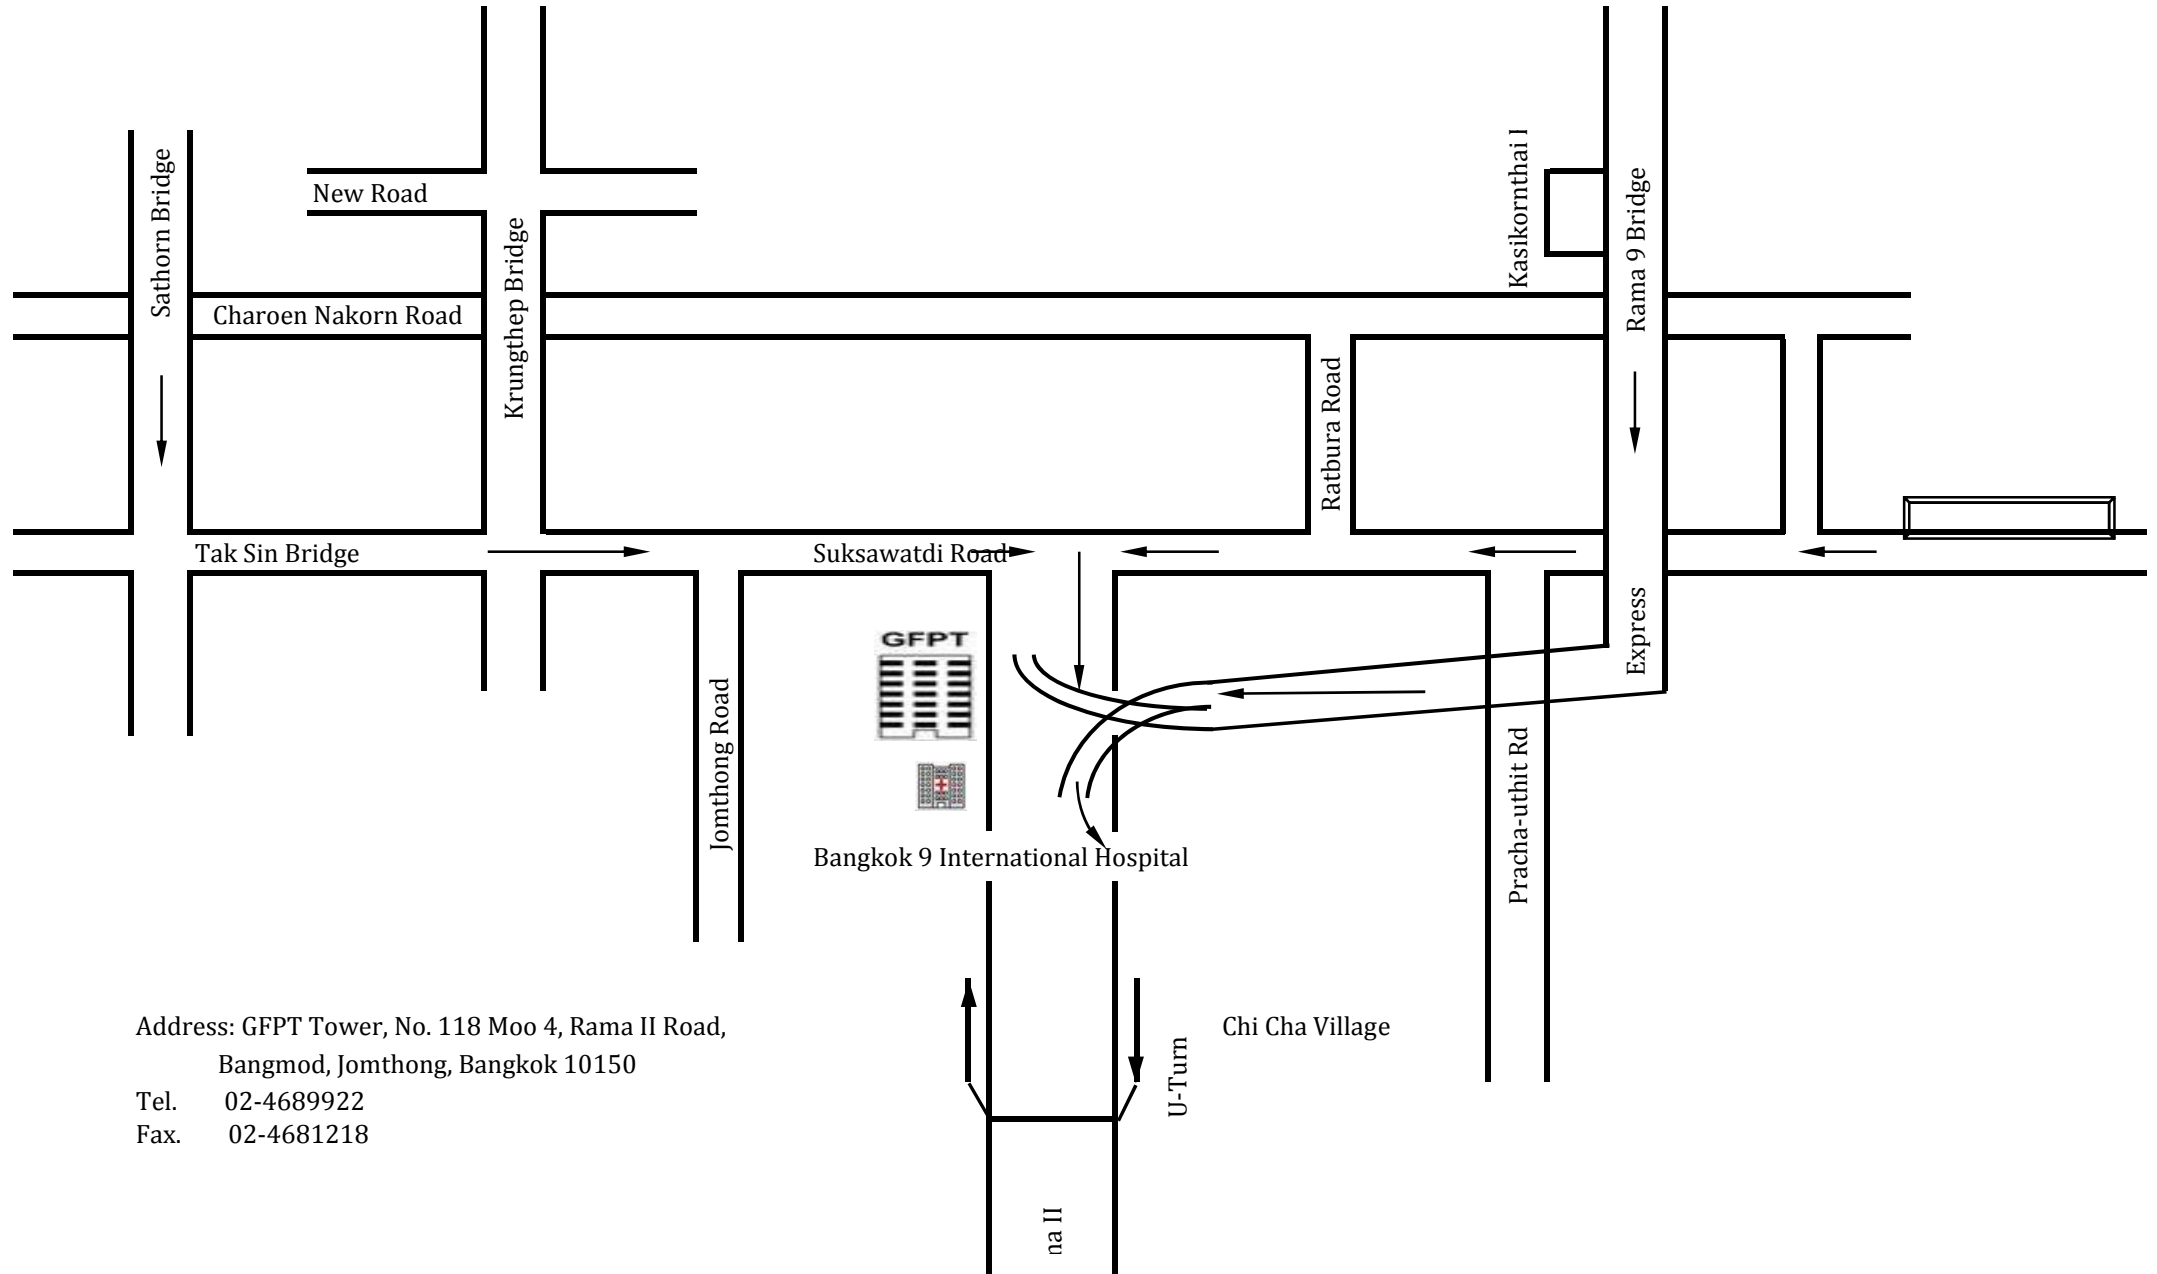 Sathorn Bridge
New Road
Krungthep Bridge
Charoen Nakorn Road
Kasikornthai
Rama 9 Bridge
Ratbura Road
Tak Sin Bridge
Suksawatdi Road
Express
GFPT
Jomthong Road
Pracha-uthit Rd
Bangkok 9 International Hospital
Chi Cha Village
U-Turn
Address: GFPT Tower, No. 118 Moo 4, Rama II Road,
Bangmod, Jomthong, Bangkok 10150
Tel. 02-4689922
Fax. 02-4681218
II